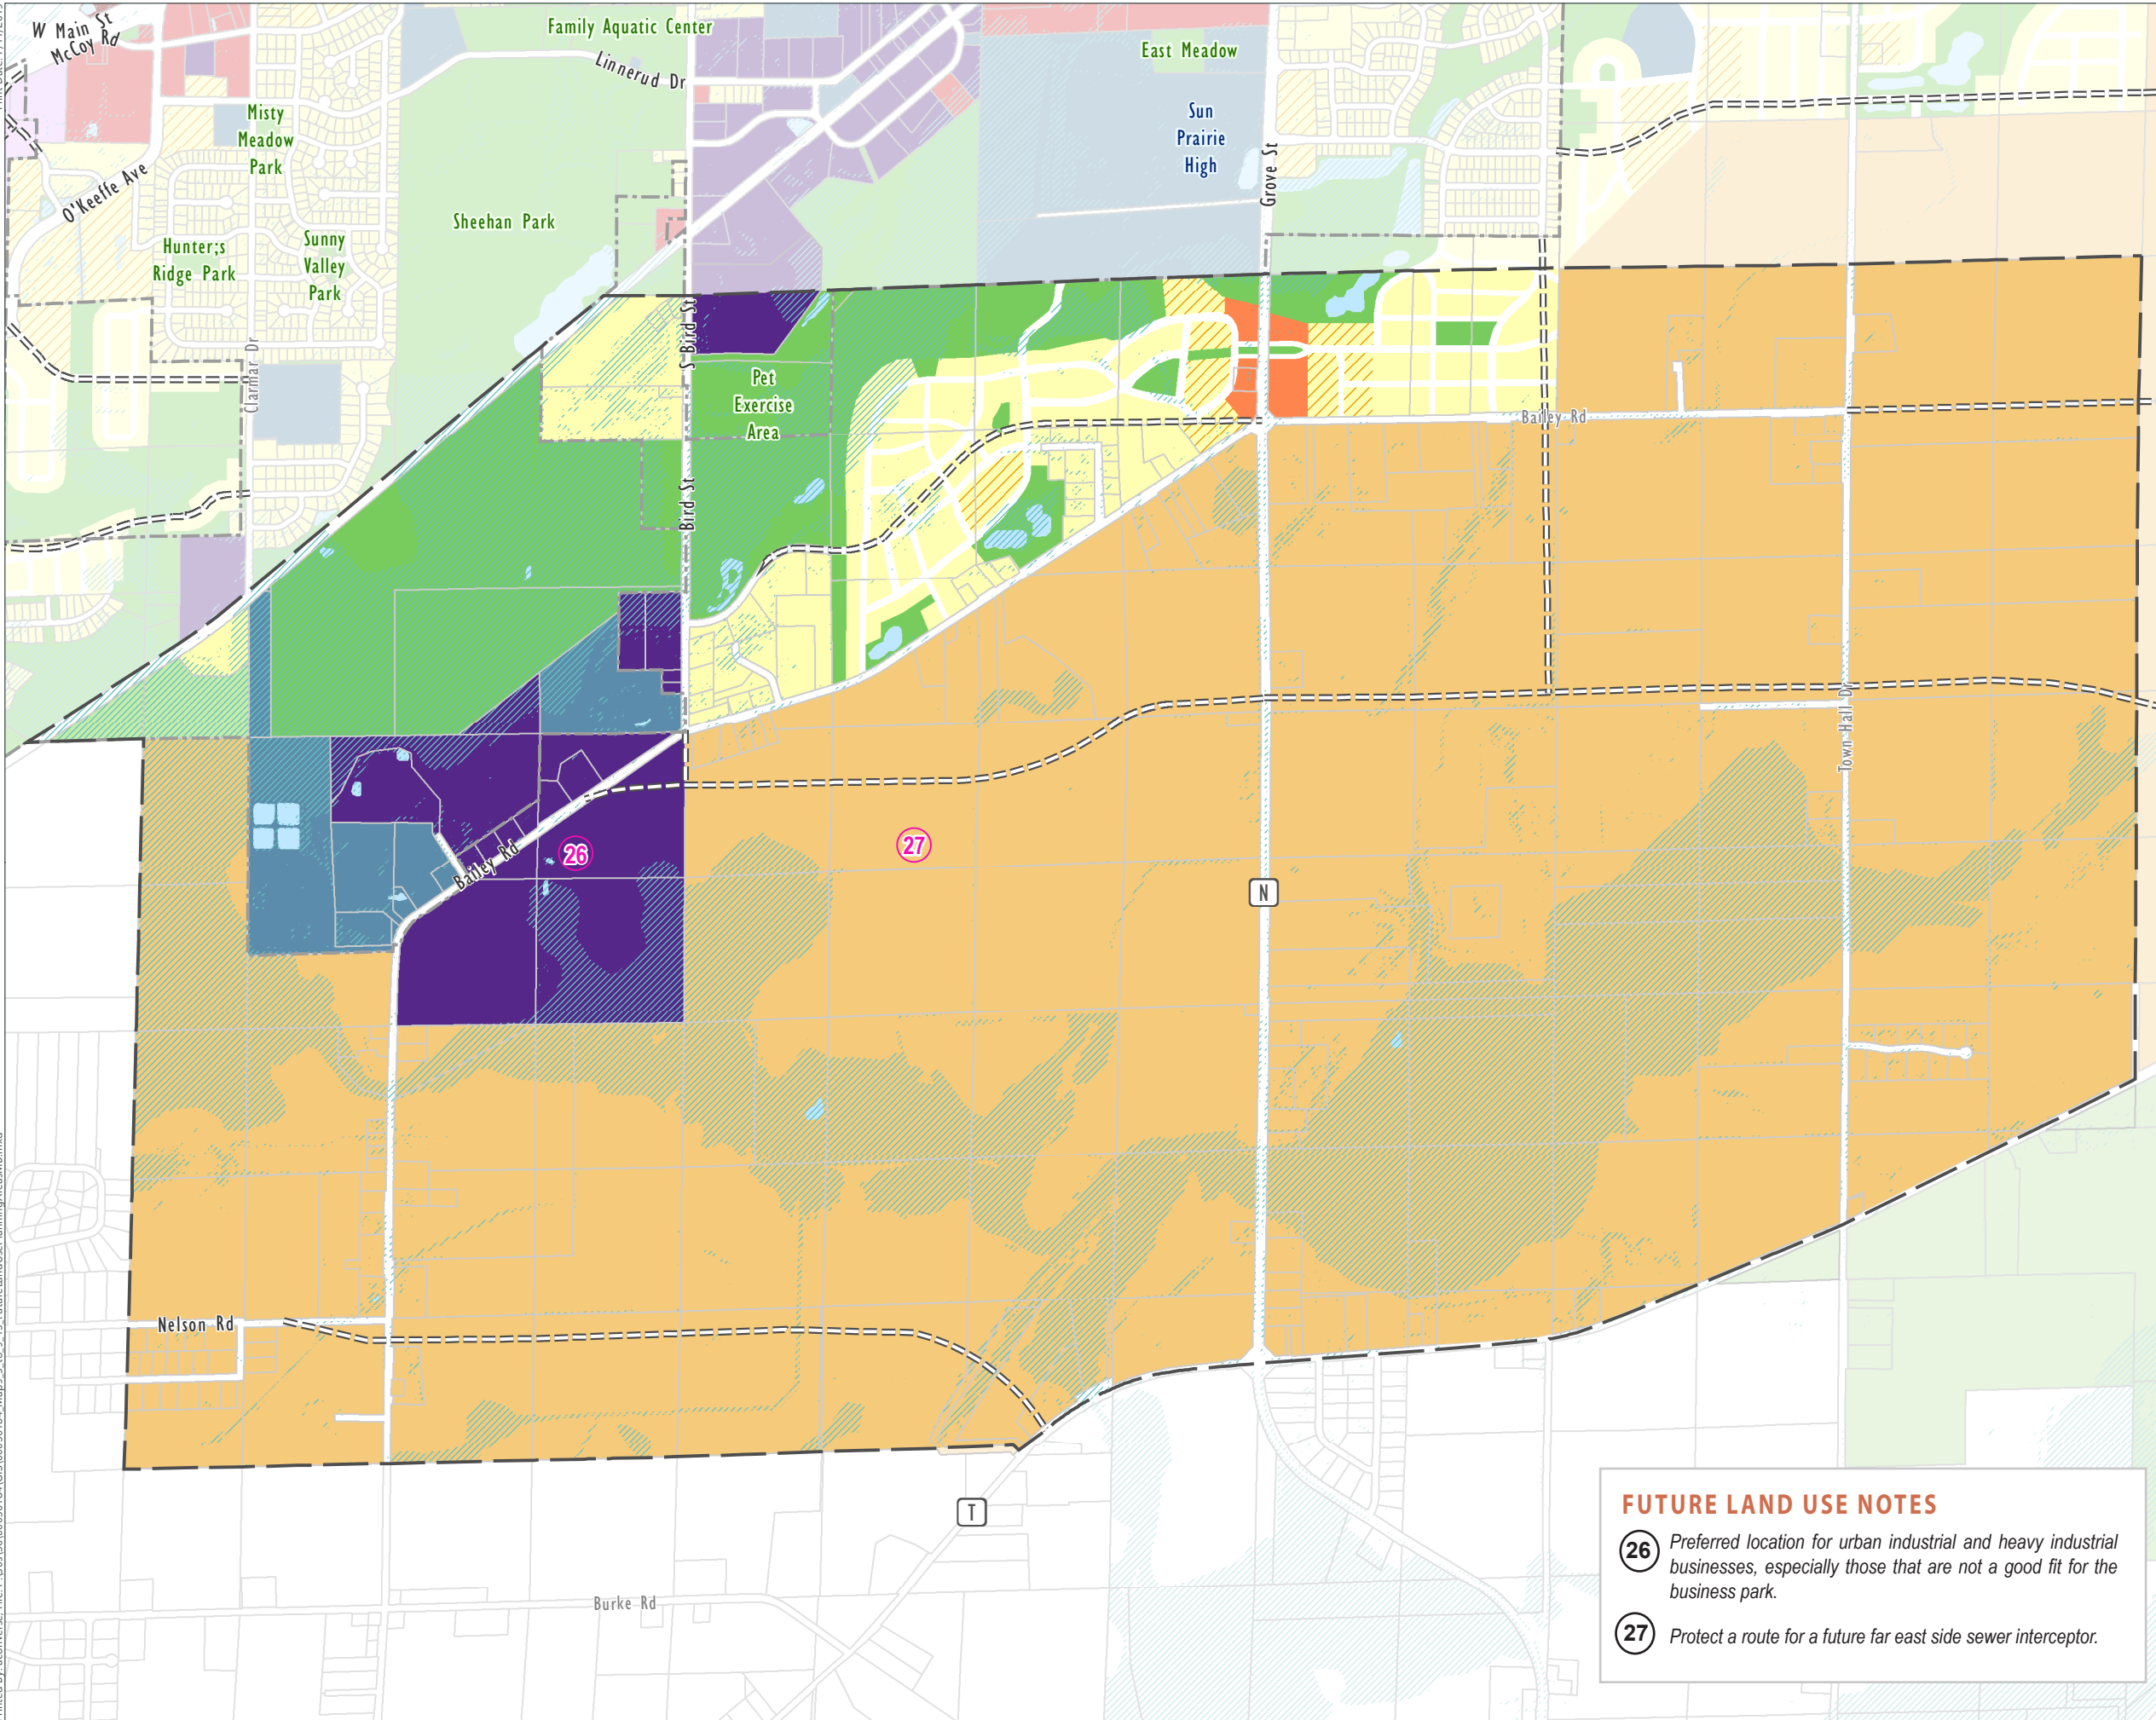 W Main St
McCoy Rd
Family Aquatic Center
Linnerud Dr
East Meadow
Sun
Prairie
High
Grove St
Misty
Meadow
Park
O'Keeffe Ave
Sheehan Park
Hunter;s
Ridge Park
Sunny
Valley
Park
Clarmar Dr
S Bird St
Pet
Exercise
Area
Bird St
Bailey Rd
Town Hall Dr
Bailey Rd
26
27
N
Nelson Rd
T
Burke Rd
FUTURE LAND USE NOTES
26 Preferred location for urban industrial and heavy industrial
businesses, especially those that are not a good fit for the
business park.
27 Protect a route for a future far east side sewer interceptor.